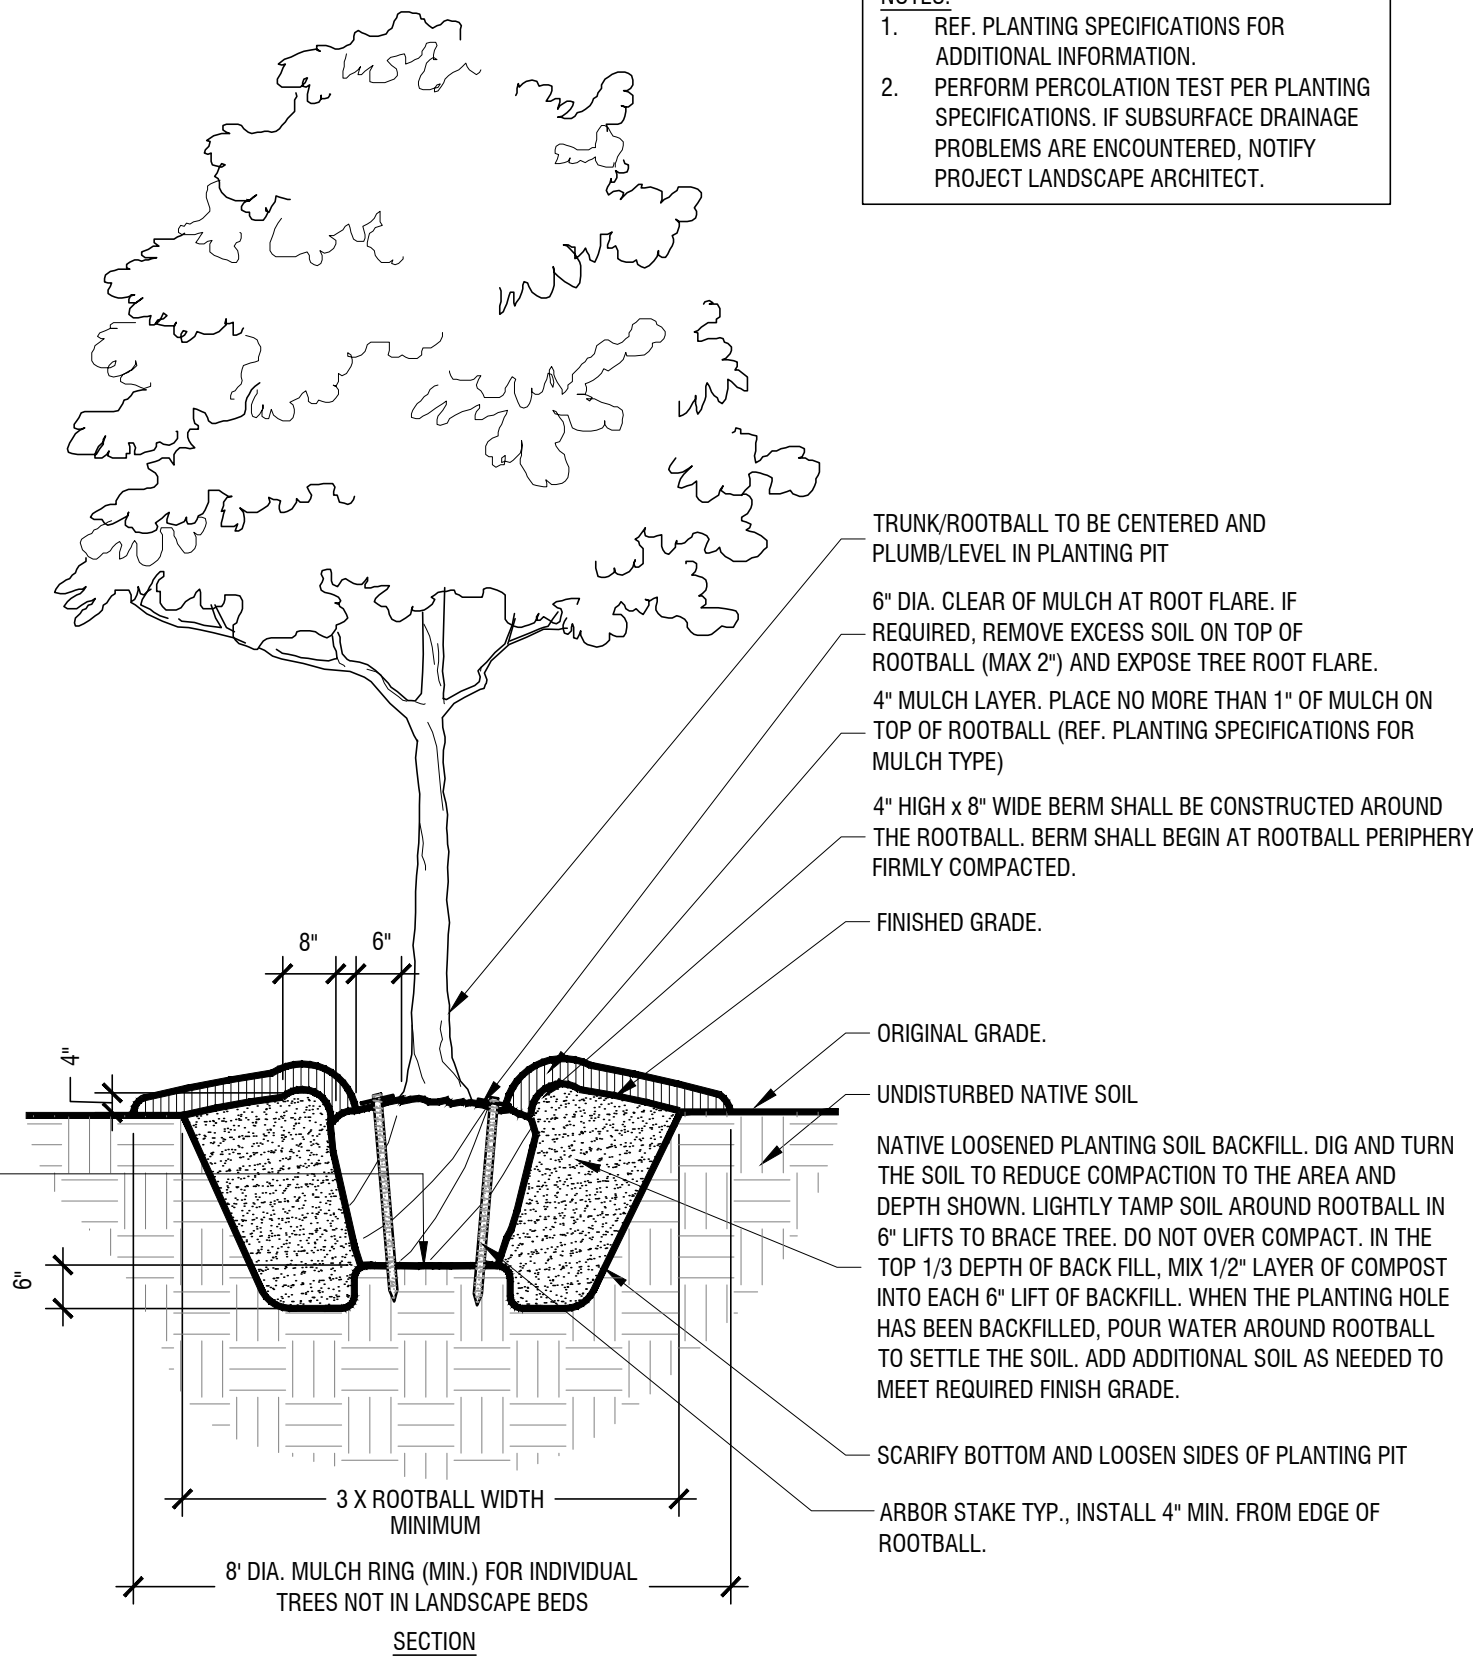 NOTES:
1. REF. PLANTING SPECIFICATIONS FOR
ADDITIONAL INFORMATION.
2. PERFORM PERCOLATION TEST PER PLANTING
SPECIFICATIONS. IF SUBSURFACE DRAINAGE
PROBLEMS ARE ENCOUNTERED, NOTIFY
PROJECT LANDSCAPE ARCHITECT.
TRUNK/ROOTBALL TO BE CENTERED AND
PLUMB/LEVEL IN PLANTING PIT
6" DIA. CLEAR OF MULCH AT ROOT FLARE. IF
REQUIRED, REMOVE EXCESS SOIL ON TOP OF
ROOTBALL (MAX 2") AND EXPOSE TREE ROOT FLARE.
4" MULCH LAYER. PLACE NO MORE THAN 1" OF MULCH ON
TOP OF ROOTBALL (REF. PLANTING SPECIFICATIONS FOR
MULCH TYPE)
4" HIGH x 8" WIDE BERM SHALL BE CONSTRUCTED AROUND
THE ROOTBALL. BERM SHALL BEGIN AT ROOTBALL PERIPHERY
FIRMLY COMPACTED.
FINISHED GRADE.
8"
6"
ORIGINAL GRADE.
4"
UNDISTURBED NATIVE SOIL
NATIVE LOOSENED PLANTING SOIL BACKFILL. DIG AND TURN
THE SOIL TO REDUCE COMPACTION TO THE AREA AND
DEPTH SHOWN. LIGHTLY TAMP SOIL AROUND ROOTBALL IN
6" LIFTS TO BRACE TREE. DO NOT OVER COMPACT. IN THE
TOP 1/3 DEPTH OF BACK FILL, MIX 1/2" LAYER OF COMPOST
INTO EACH 6" LIFT OF BACKFILL. WHEN THE PLANTING HOLE
HAS BEEN BACKFILLED, POUR WATER AROUND ROOTBALL
TO SETTLE THE SOIL. ADD ADDITIONAL SOIL AS NEEDED TO
MEET REQUIRED FINISH GRADE.
6"
SCARIFY BOTTOM AND LOOSEN SIDES OF PLANTING PIT
ARBOR STAKE TYP., INSTALL 4" MIN. FROM EDGE OF
ROOTBALL.
3 X ROOTBALL WIDTH
MINIMUM
8' DIA. MULCH RING (MIN.) FOR INDIVIDUAL
TREES NOT IN LANDSCAPE BEDS
SECTION